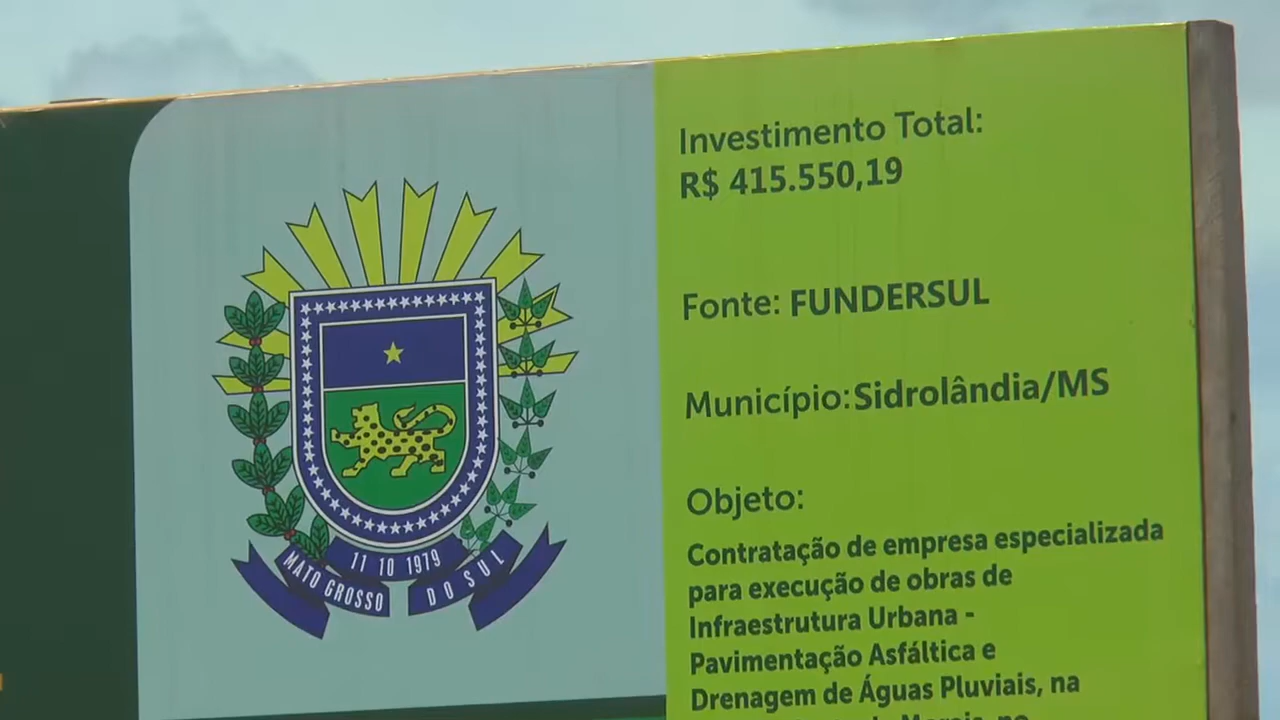 11 10 1979
MATO GROSSO DO SUL
Investimento Total:
R$ 415.550,19
Fonte: FUNDERSUL
Município:Sidrolândia/MS
Objeto:
Contratação de empresa especializada
para execução de obras de
Infraestrutura Urbana -
Pavimentação Asfáltica e
Drenagem de Águas Pluviais, na